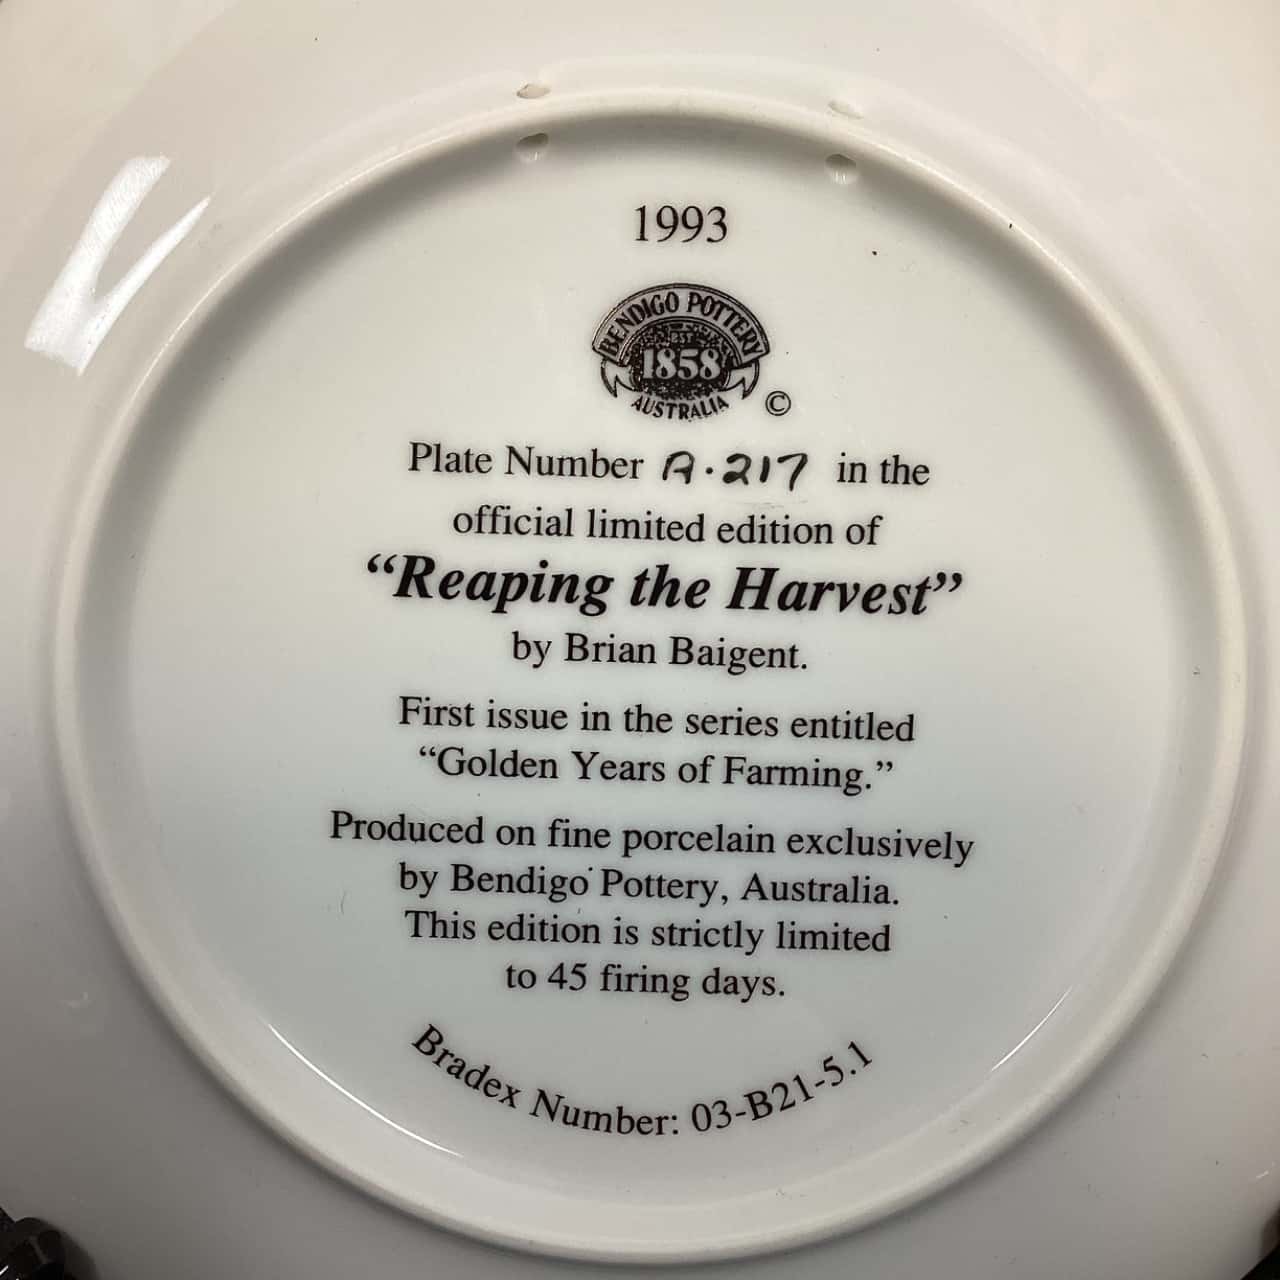 1993
BENDIGO POTTERY
EST
1858
AUSTRALIA
©
Plate Number A·217 in the
official limited edition of
“Reaping the Harvest”
by Brian Baigent.
First issue in the series entitled
“Golden Years of Farming.”
Produced on fine porcelain exclusively
by Bendigo Pottery, Australia.
This edition is strictly limited
to 45 firing days.
Bradex Number: 03-B21-5.1